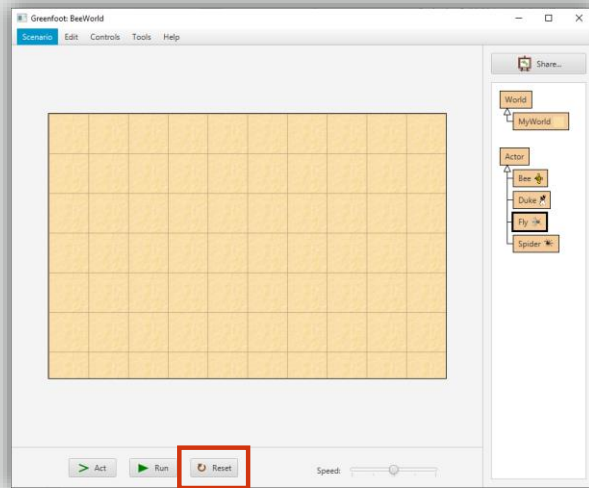 Greenfoot: BeeWorld
Scenario Edit Controls Tools Help
Share...
World
MyWorld
Actor
Bee
Duke
Fly
Spider
Act Run Reset Speed: